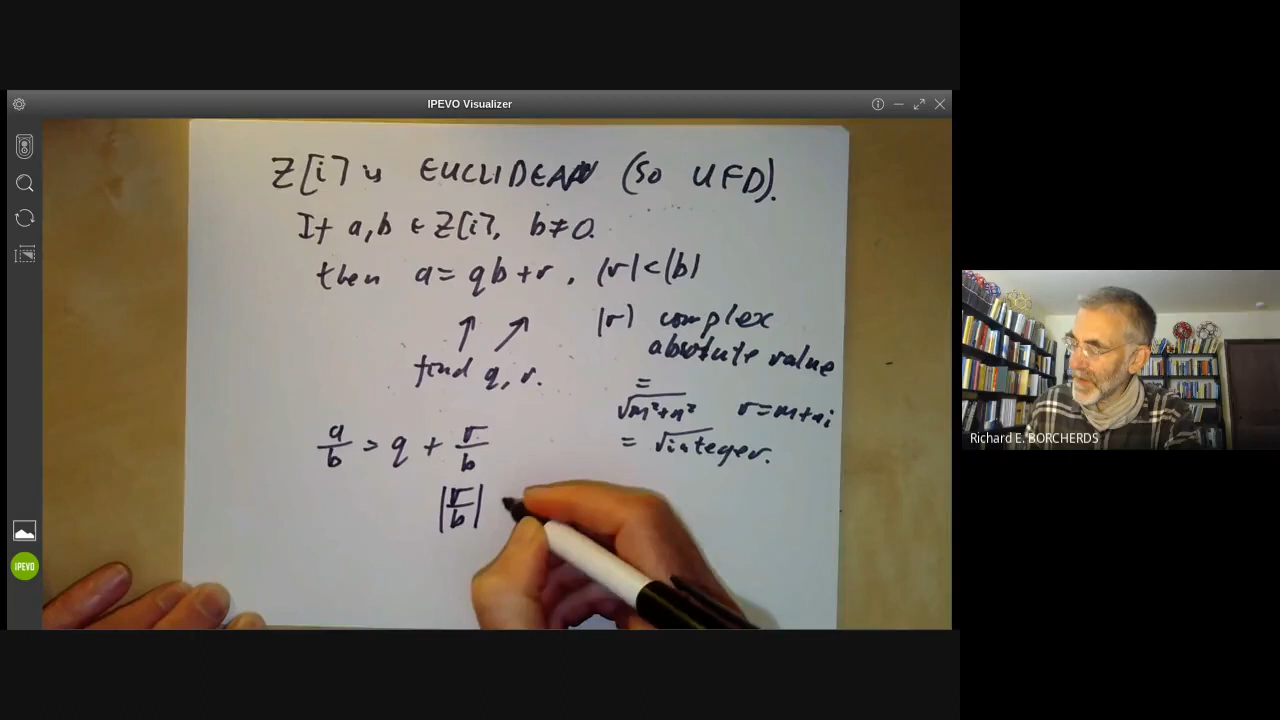 IPEVO Visualizer
Z[i] is EUCLIDEAN (SO UFD).
If a,b ∈ Z[i], b≠0.
then a = qb+r, |r|<|b|
↑ ↗
find q, r.
|r| complex
absolute value
=
√m²+n² r=m+ni
= √integer.
a/b = q + r/b
|r/b|
Richard E. BORCHERDS
IPEVO